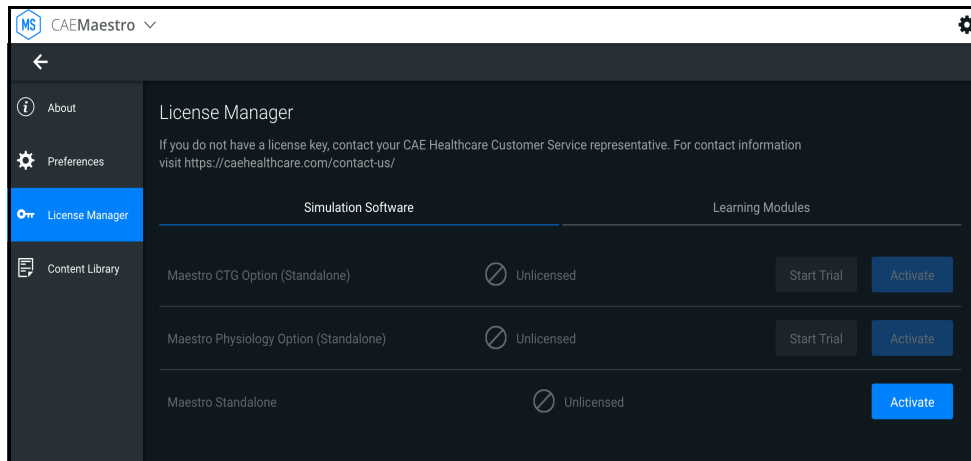 MS CAEMaestro
About
Preferences
License Manager
Content Library
License Manager
If you do not have a license key, contact your CAE Healthcare Customer Service representative. For contact information
visit https://caehealthcare.com/contact-us/
Simulation Software Learning Modules
Maestro CTG Option (Standalone) Unlicensed Start Trial Activate
Maestro Physiology Option (Standalone) Unlicensed Start Trial Activate
Maestro Standalone Unlicensed Activate